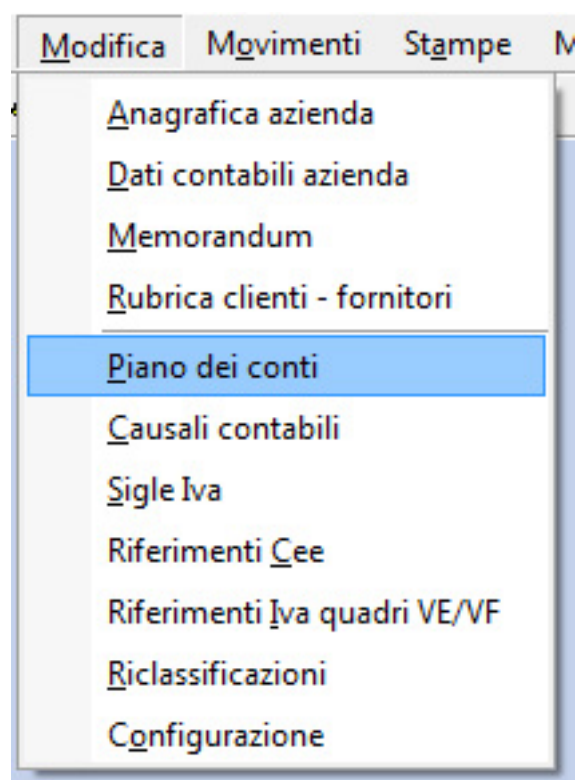 Modifica Movimenti Stampe M
Anagrafica azienda
Dati contabili azienda
Memorandum
Rubrica clienti - fornitori
Piano dei conti
Causali contabili
Sigle Iva
Riferimenti Cee
Riferimenti Iva quadri VE/VF
Riclassificazioni
Configurazione